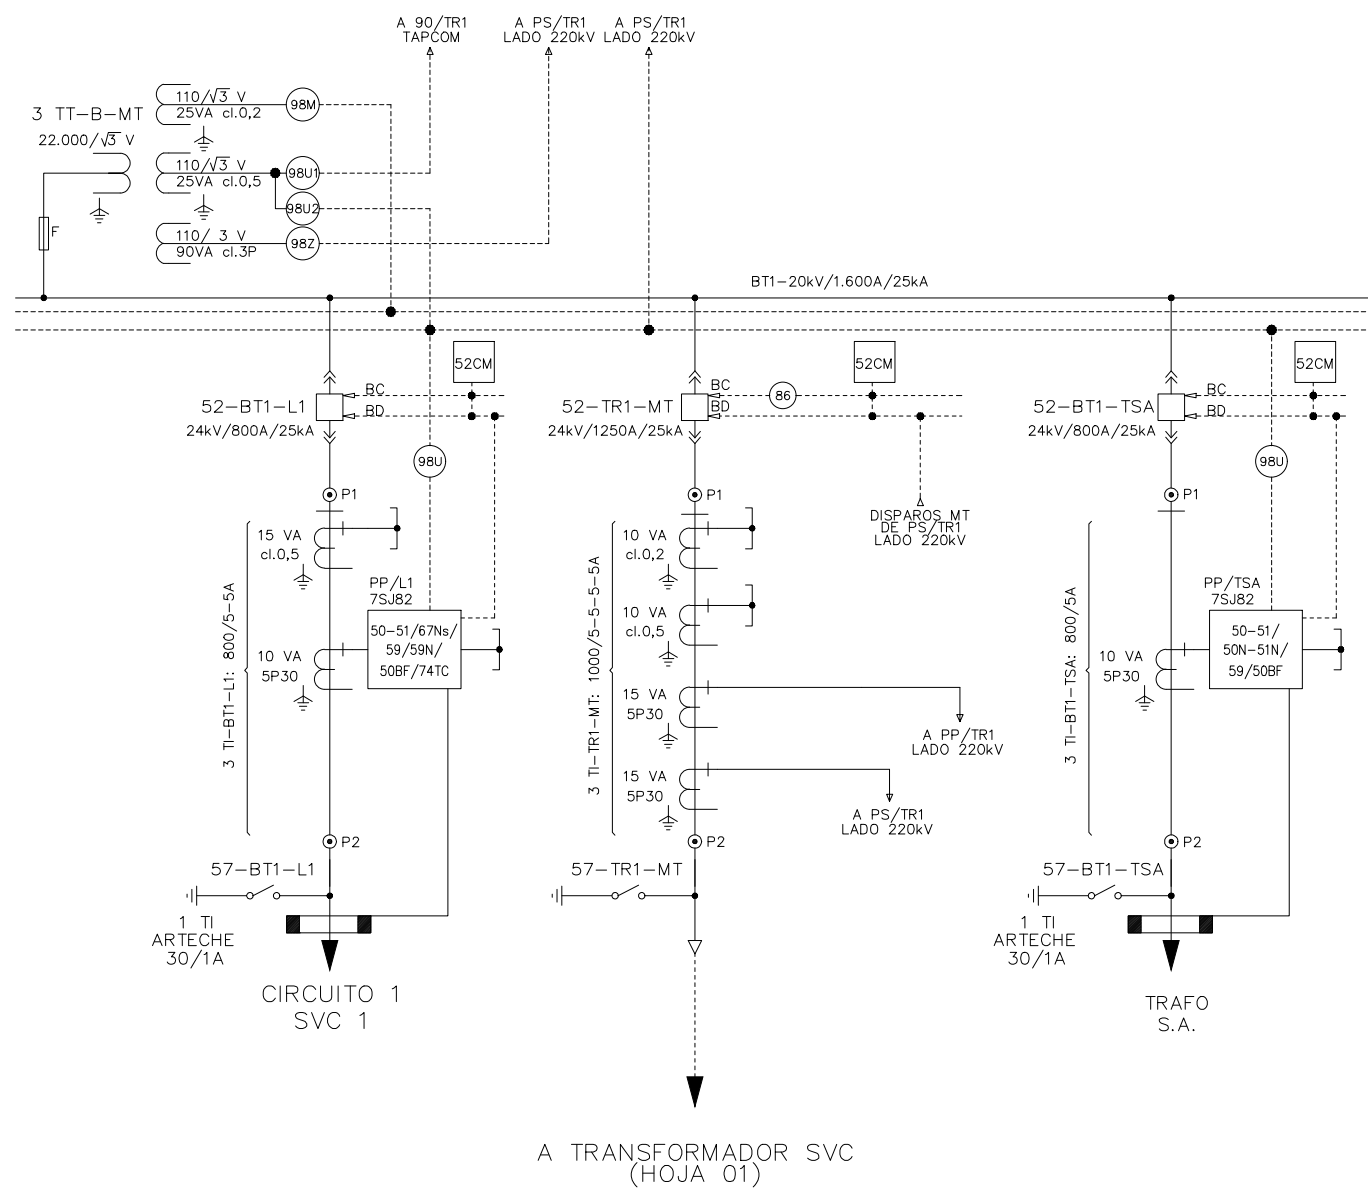 A 90/TR1
TAPCOM
A PS/TR1
LADO 220kV
A PS/TR1
LADO 220kV
3 TT-B-MT
22.000/√3 V
110/√3 V
25VA cl.0,2
98M
110/√3 V
25VA cl.0,5
98U1
98U2
110/ 3 V
90VA cl.3P
98Z
F
BT1-20kV/1.600A/25kA
52CM
BC
BD
52-BT1-L1
24kV/800A/25kA
98U
P1
15 VA
cl.0,5
3 TI-BT1-L1: 800/5-5A
PP/L1
7SJ82
50-51/67Ns/
59/59N/
50BF/74TC
10 VA
5P30
P2
57-BT1-L1
1 TI
ARTECHE
30/1A
CIRCUITO 1
SVC 1
52CM
BC
86
BD
52-TR1-MT
24kV/1250A/25kA
P1
DISPAROS MT
DE PS/TR1
LADO 220kV
10 VA
cl.0,2
10 VA
cl.0,5
3 TI-TR1-MT: 1000/5-5-5-5A
15 VA
5P30
A PP/TR1
LADO 220kV
15 VA
5P30
A PS/TR1
LADO 220kV
P2
57-TR1-MT
A TRANSFORMADOR SVC
(HOJA 01)
52CM
BC
BD
52-BT1-TSA
24kV/800A/25kA
98U
P1
3 TI-BT1-TSA: 800/5A
PP/TSA
7SJ82
50-51/
50N-51N/
59/50BF
10 VA
5P30
P2
57-BT1-TSA
1 TI
ARTECHE
30/1A
TRAFO
S.A.